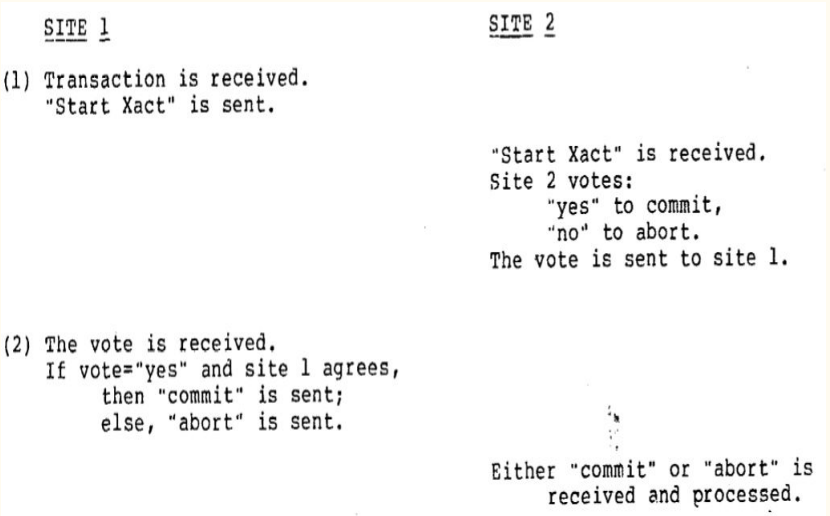 SITE 1
SITE 2
(1) Transaction is received.
"Start Xact" is sent.
"Start Xact" is received.
Site 2 votes:
"yes" to commit,
"no" to abort.
The vote is sent to site 1.
(2) The vote is received.
If vote="yes" and site 1 agrees,
then "commit" is sent;
else, "abort" is sent.
Either "commit" or "abort" is
received and processed.